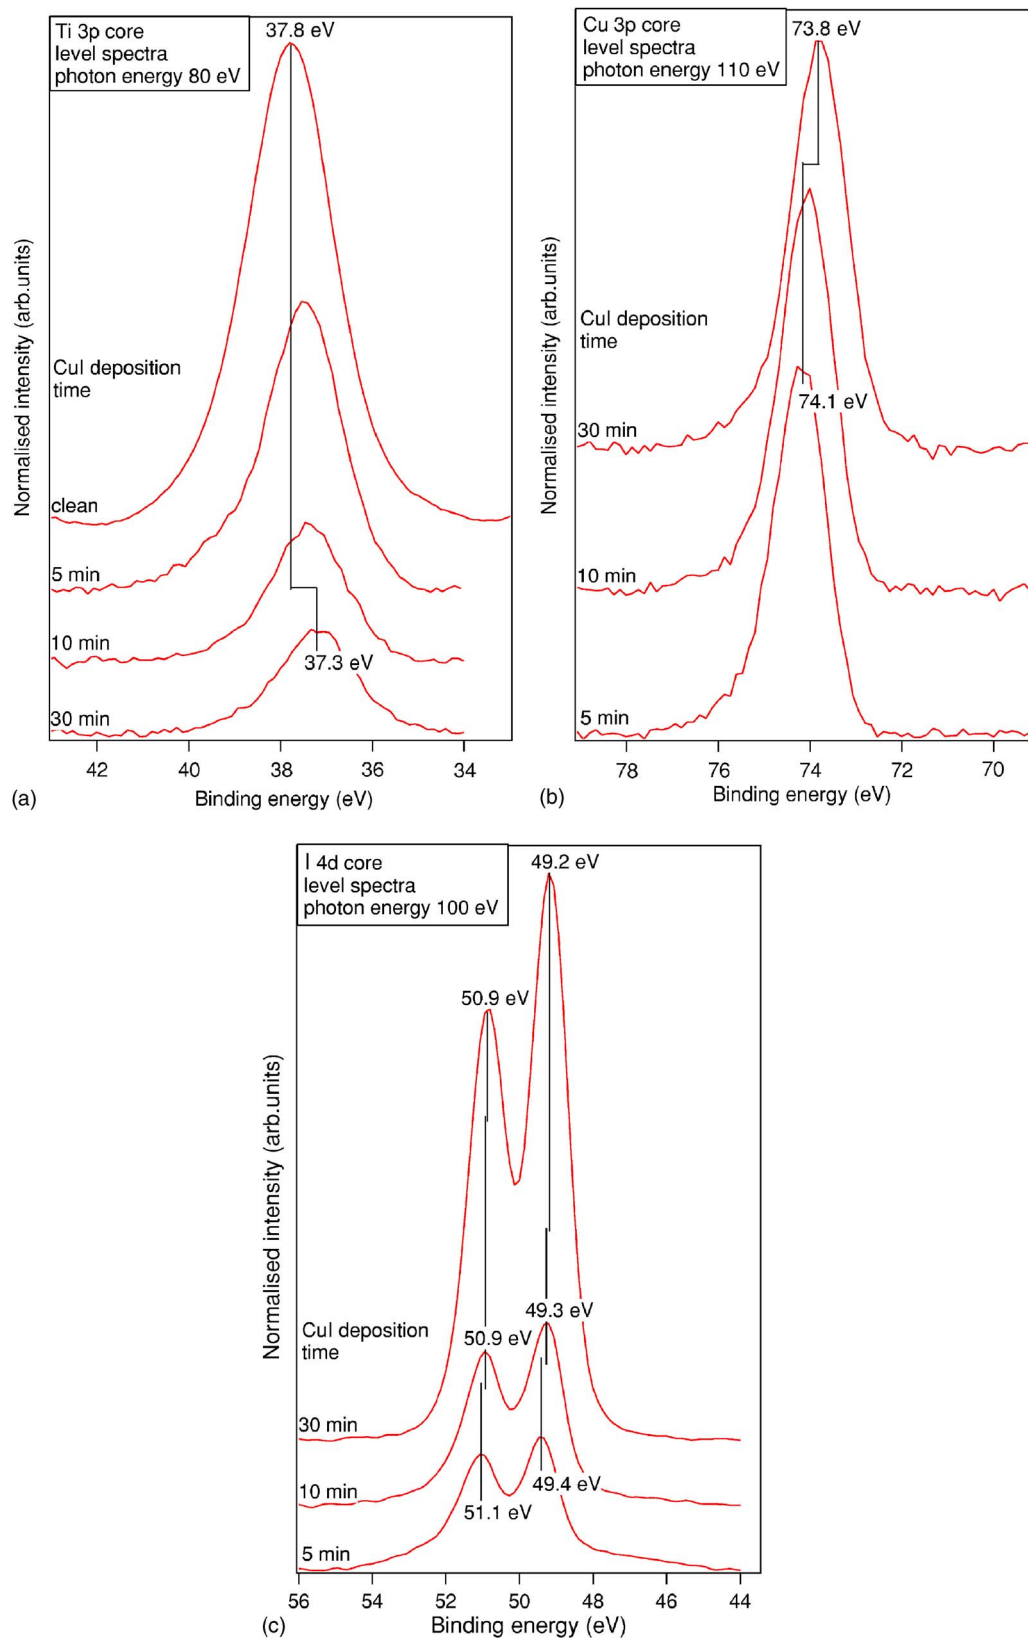 Ti 3p core
level spectra
photon energy 80 eV
37.8 eV
Normalised intensity (arb.units)
CuI deposition
time
clean
5 min
10 min
37.3 eV
30 min
42 40 38 36 34
(a) Binding energy (eV)
Cu 3p core
level spectra
photon energy 110 eV
73.8 eV
Normalised intensity (arb.units)
CuI deposition
time
74.1 eV
30 min
10 min
5 min
78 76 74 72 70
(b) Binding energy (eV)
I 4d core
level spectra
photon energy 100 eV
49.2 eV
50.9 eV
Normalised intensity (arb.units)
49.3 eV
CuI deposition
50.9 eV
time
30 min
49.4 eV
10 min
51.1 eV
5 min
56 54 52 50 48 46 44
(c) Binding energy (eV)